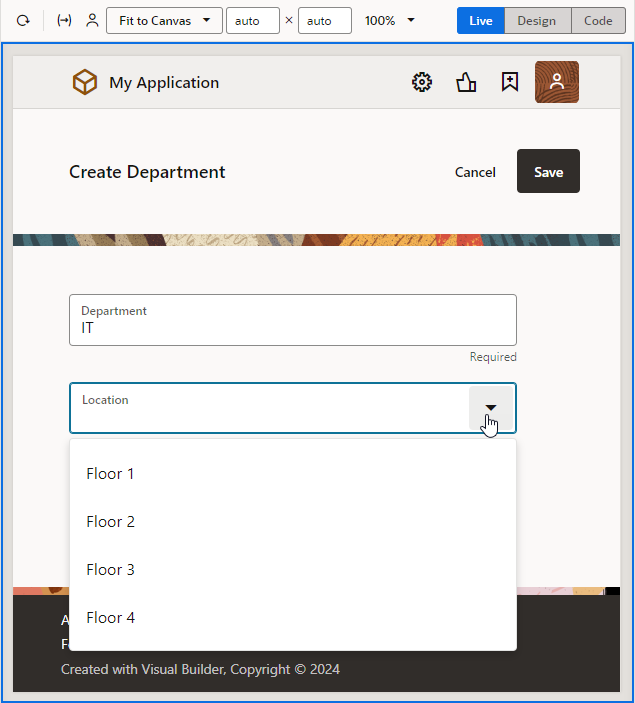 Fit to Canvas auto × auto 100% Live Design Code
My Application
Create Department Cancel Save
Department
IT
Required
Location
Floor 1
Floor 2
Floor 3
Floor 4
Created with Visual Builder, Copyright © 2024